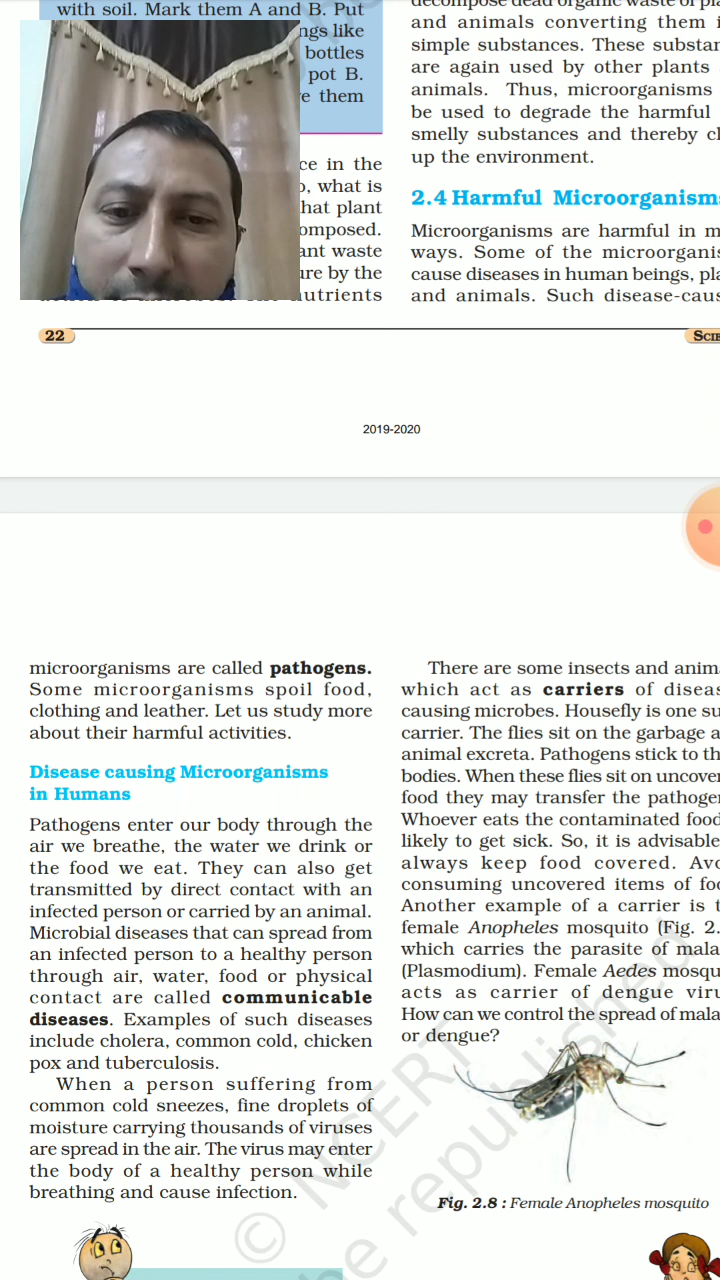 with soil. Mark them A and B. Put
ngs like
bottles
pot B.
them
ce in the
what is
hat plant
omposed.
ant waste
ure by the
nutrients
decompose dead organic waste of
and animals converting them i
simple substances. These substan
are again used by other plants
animals. Thus, microorganisms
be used to degrade the harmful
smelly substances and thereby cl
up the environment.
2.4 Harmful Microorganisms
Microorganisms are harmful in m
ways. Some of the microorganis
cause diseases in human beings, pla
and animals. Such disease-caus
22
SCIE
2019-2020
microorganisms are called pathogens.
Some microorganisms spoil food,
clothing and leather. Let us study more
about their harmful activities.
Disease causing Microorganisms
in Humans
Pathogens enter our body through the
air we breathe, the water we drink or
the food we eat. They can also get
transmitted by direct contact with an
infected person or carried by an animal.
Microbial diseases that can spread from
an infected person to a healthy person
through air, water, food or physical
contact are called communicable
diseases. Examples of such diseases
include cholera, common cold, chicken
pox and tuberculosis.
When a person suffering from
common cold sneezes, fine droplets of
moisture carrying thousands of viruses
are spread in the air. The virus may enter
the body of a healthy person while
breathing and cause infection.
There are some insects and anima
which act as carriers of diseas
causing microbes. Housefly is one su
carrier. The flies sit on the garbage a
animal excreta. Pathogens stick to th
bodies. When these flies sit on uncover
food they may transfer the pathogen
Whoever eats the contaminated food
likely to get sick. So, it is advisable
always keep food covered. Avo
consuming uncovered items of foo
Another example of a carrier is t
female Anopheles mosquito (Fig. 2.
which carries the parasite of mala
(Plasmodium). Female Aedes mosqu
acts as carrier of dengue viru
How can we control the spread of mala
or dengue?
Fig. 2.8 : Female Anopheles mosquito
© NCERT
be republished